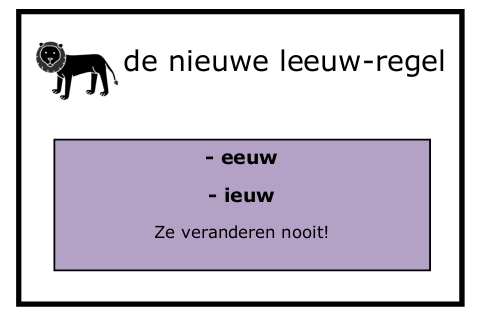 de nieuwe leeuw-regel
- eeuw
- ieuw
Ze veranderen nooit!